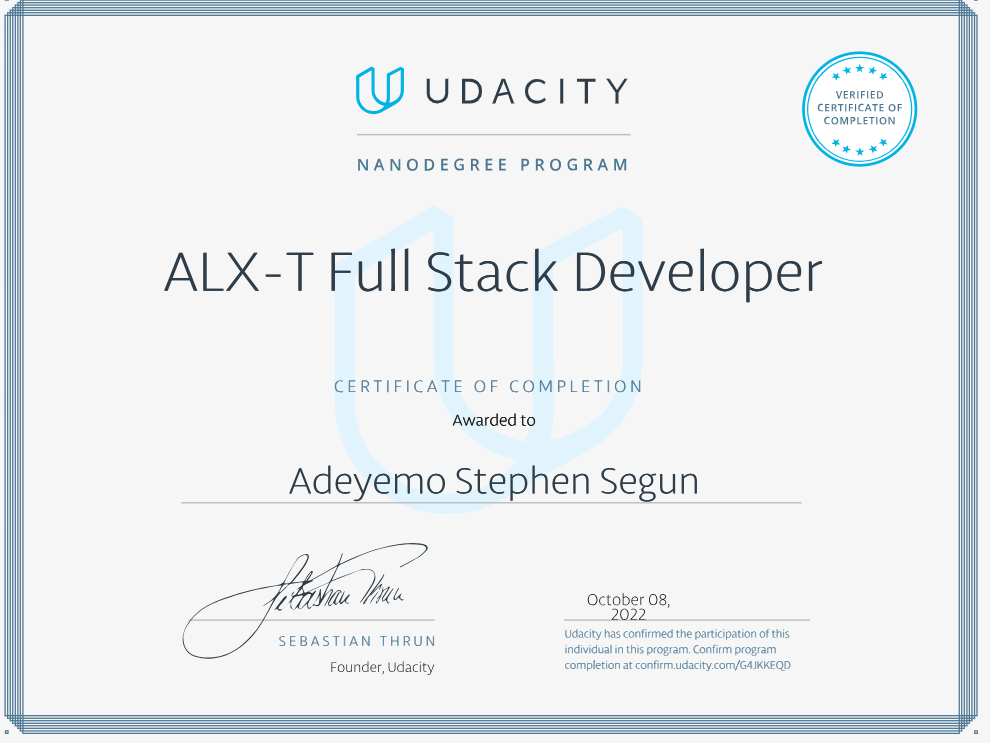 UDACITY
VERIFIED
CERTIFICATE OF
COMPLETION
NANODEGREE PROGRAM
ALX-T Full Stack Developer
CERTIFICATE OF COMPLETION
Awarded to
Adeyemo Stephen Segun
Sebastian Thrun
SEBASTIAN THRUN
Founder, Udacity
October 08,
2022
Udacity has confirmed the participation of this
individual in this program. Confirm program
completion at confirm.udacity.com/G4JKKEQD